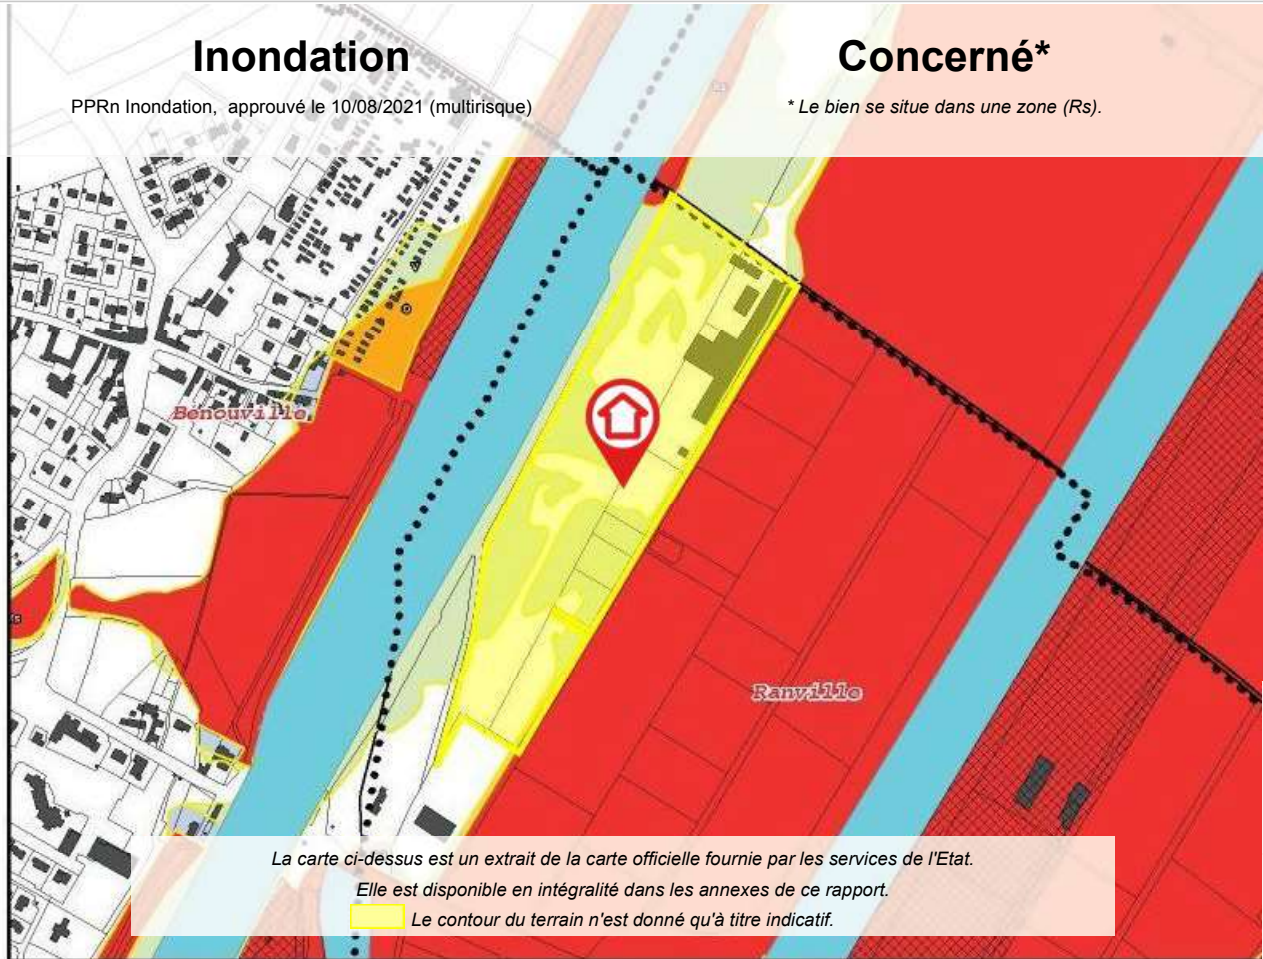 Inondation
PPRn Inondation, approuvé le 10/08/2021 (multirisque)
Concerné*
* Le bien se situe dans une zone (Rs).
Bénouville
Ranville
La carte ci-dessus est un extrait de la carte officielle fournie par les services de l'Etat.
Elle est disponible en intégralité dans les annexes de ce rapport.
Le contour du terrain n'est donné qu'à titre indicatif.